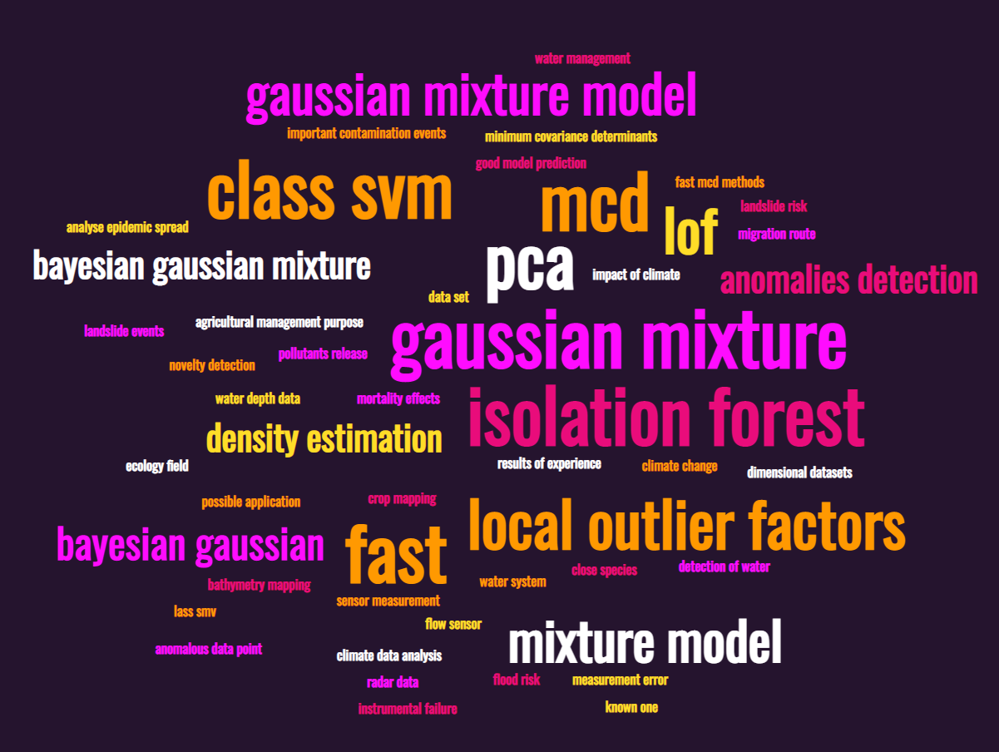 water management
gaussian mixture model
important contamination events
minimum covariance determinants
good model prediction
class svm
mcd
fast mcd methods
landslide risk
lof
analyse epidemic spread
migration route
bayesian gaussian mixture
pca
impact of climate
anomalies detection
data set
agricultural management purpose
landslide events
gaussian mixture
pollutants release
novelty detection
water depth data
mortality effects
isolation forest
density estimation
ecology field
results of experience
climate change
dimensional datasets
possible application
crop mapping
local outlier factors
bayesian gaussian
fast
close species
detection of water
bathymetry mapping
water system
sensor measurement
lass smv
flow sensor
mixture model
anomalous data point
climate data analysis
radar data
flood risk
measurement error
instrumental failure
known one